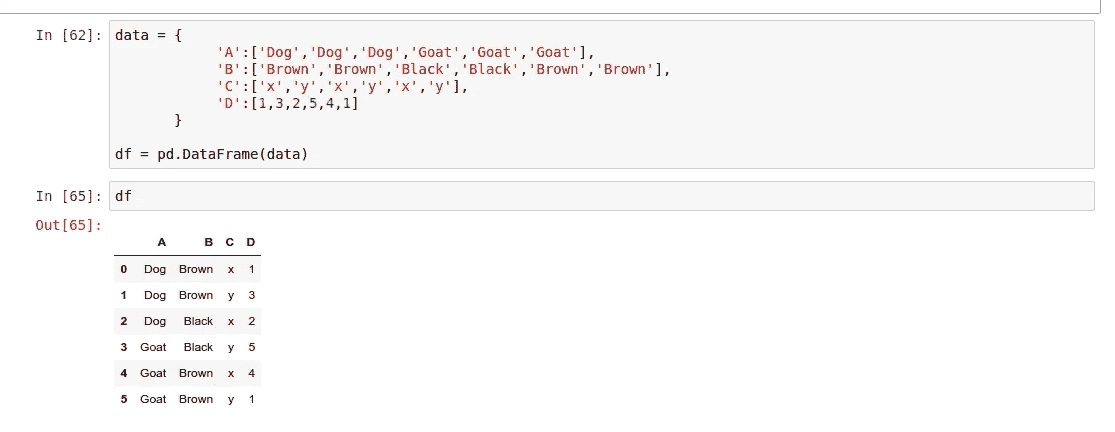 In [62]: data = {
'A':['Dog','Dog','Dog','Goat','Goat','Goat'],
'B':['Brown','Brown','Black','Black','Brown','Brown'],
'C':['x','y','x','y','x','y'],
'D':[1,3,2,5,4,1]
}
df = pd.DataFrame(data)
In [65]: df
Out[65]:
A B C D
0 Dog Brown x 1
1 Dog Brown y 3
2 Dog Black x 2
3 Goat Black y 5
4 Goat Brown x 4
5 Goat Brown y 1